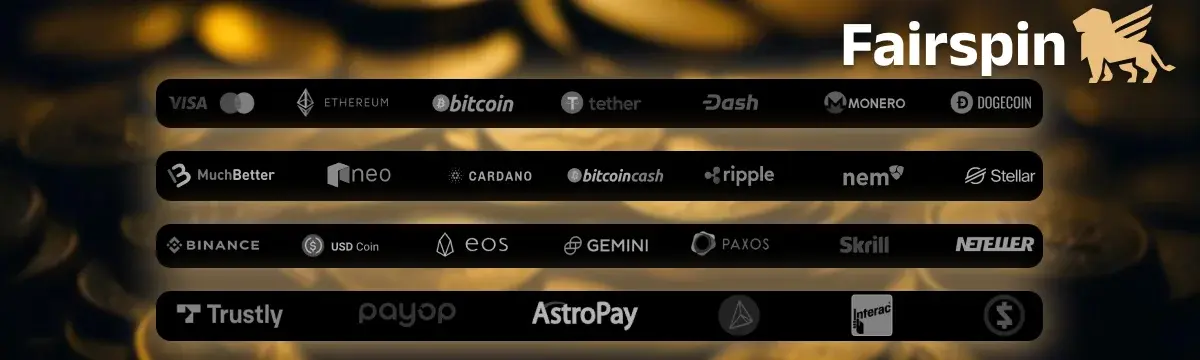 Fairspin
VISA ETHEREUM bitcoin tether Dash MONERO DOGECOIN
MuchBetter neo CARDANO bitcoincash ripple nem Stellar
BINANCE USD Coin eos GEMINI PAXOS Skrill NETELLER
Trustly payop AstroPay Interac